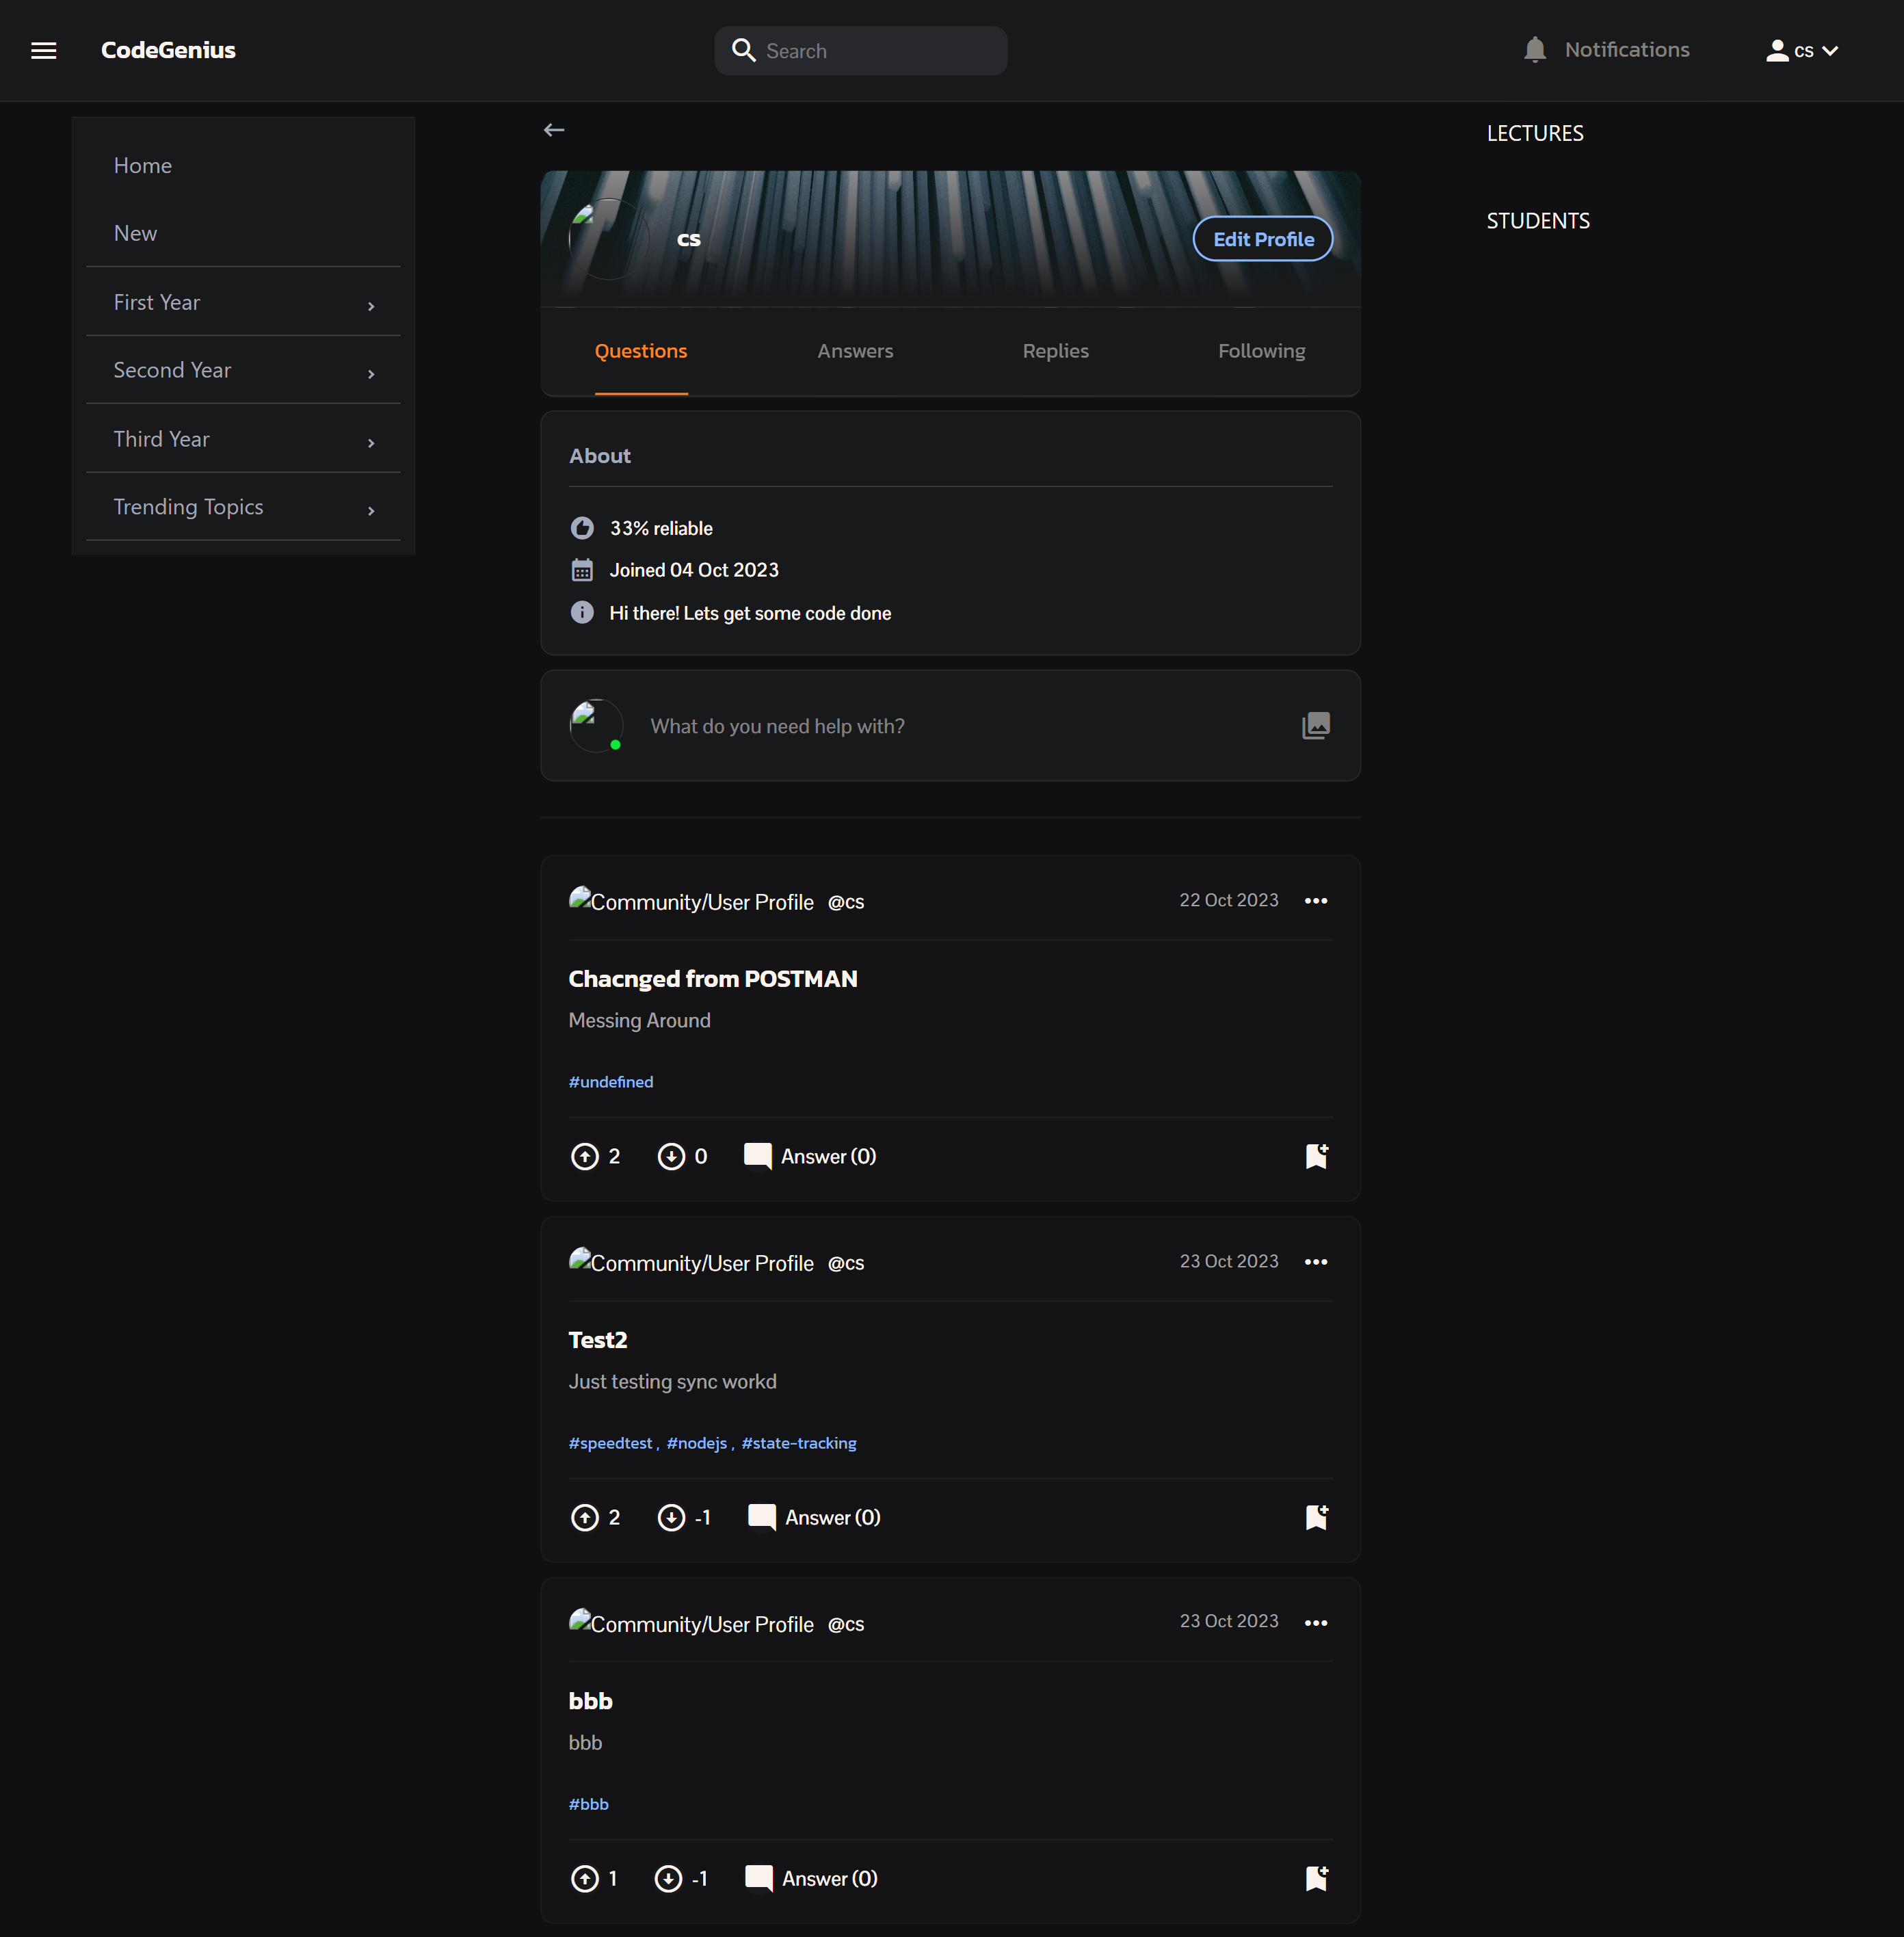 CodeGenius
Search
Notifications
cs
Home
New
First Year
Second Year
Third Year
Trending Topics
LECTURES
STUDENTS
cs
Edit Profile
Questions Answers Replies Following
About
33% reliable
Joined 04 Oct 2023
Hi there! Lets get some code done
What do you need help with?
Community/User Profile @cs 22 Oct 2023
Chacnged from POSTMAN
Messing Around
#undefined
2 0 Answer (0)
Community/User Profile @cs 23 Oct 2023
Test2
Just testing sync workd
#speedtest , #nodejs , #state-tracking
2 -1 Answer (0)
Community/User Profile @cs 23 Oct 2023
bbb
bbb
#bbb
1 -1 Answer (0)